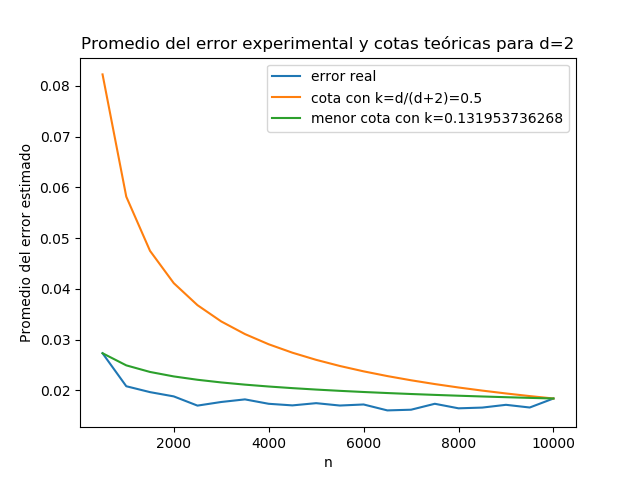 Promedio del error experimental y cotas teóricas para d=2
error real
cota con k=d/(d+2)=0.5
menor cota con k=0.131953736268
Promedio del error estimado
0.08
0.07
0.06
0.05
0.04
0.03
0.02
2000 4000 6000 8000 10000
n